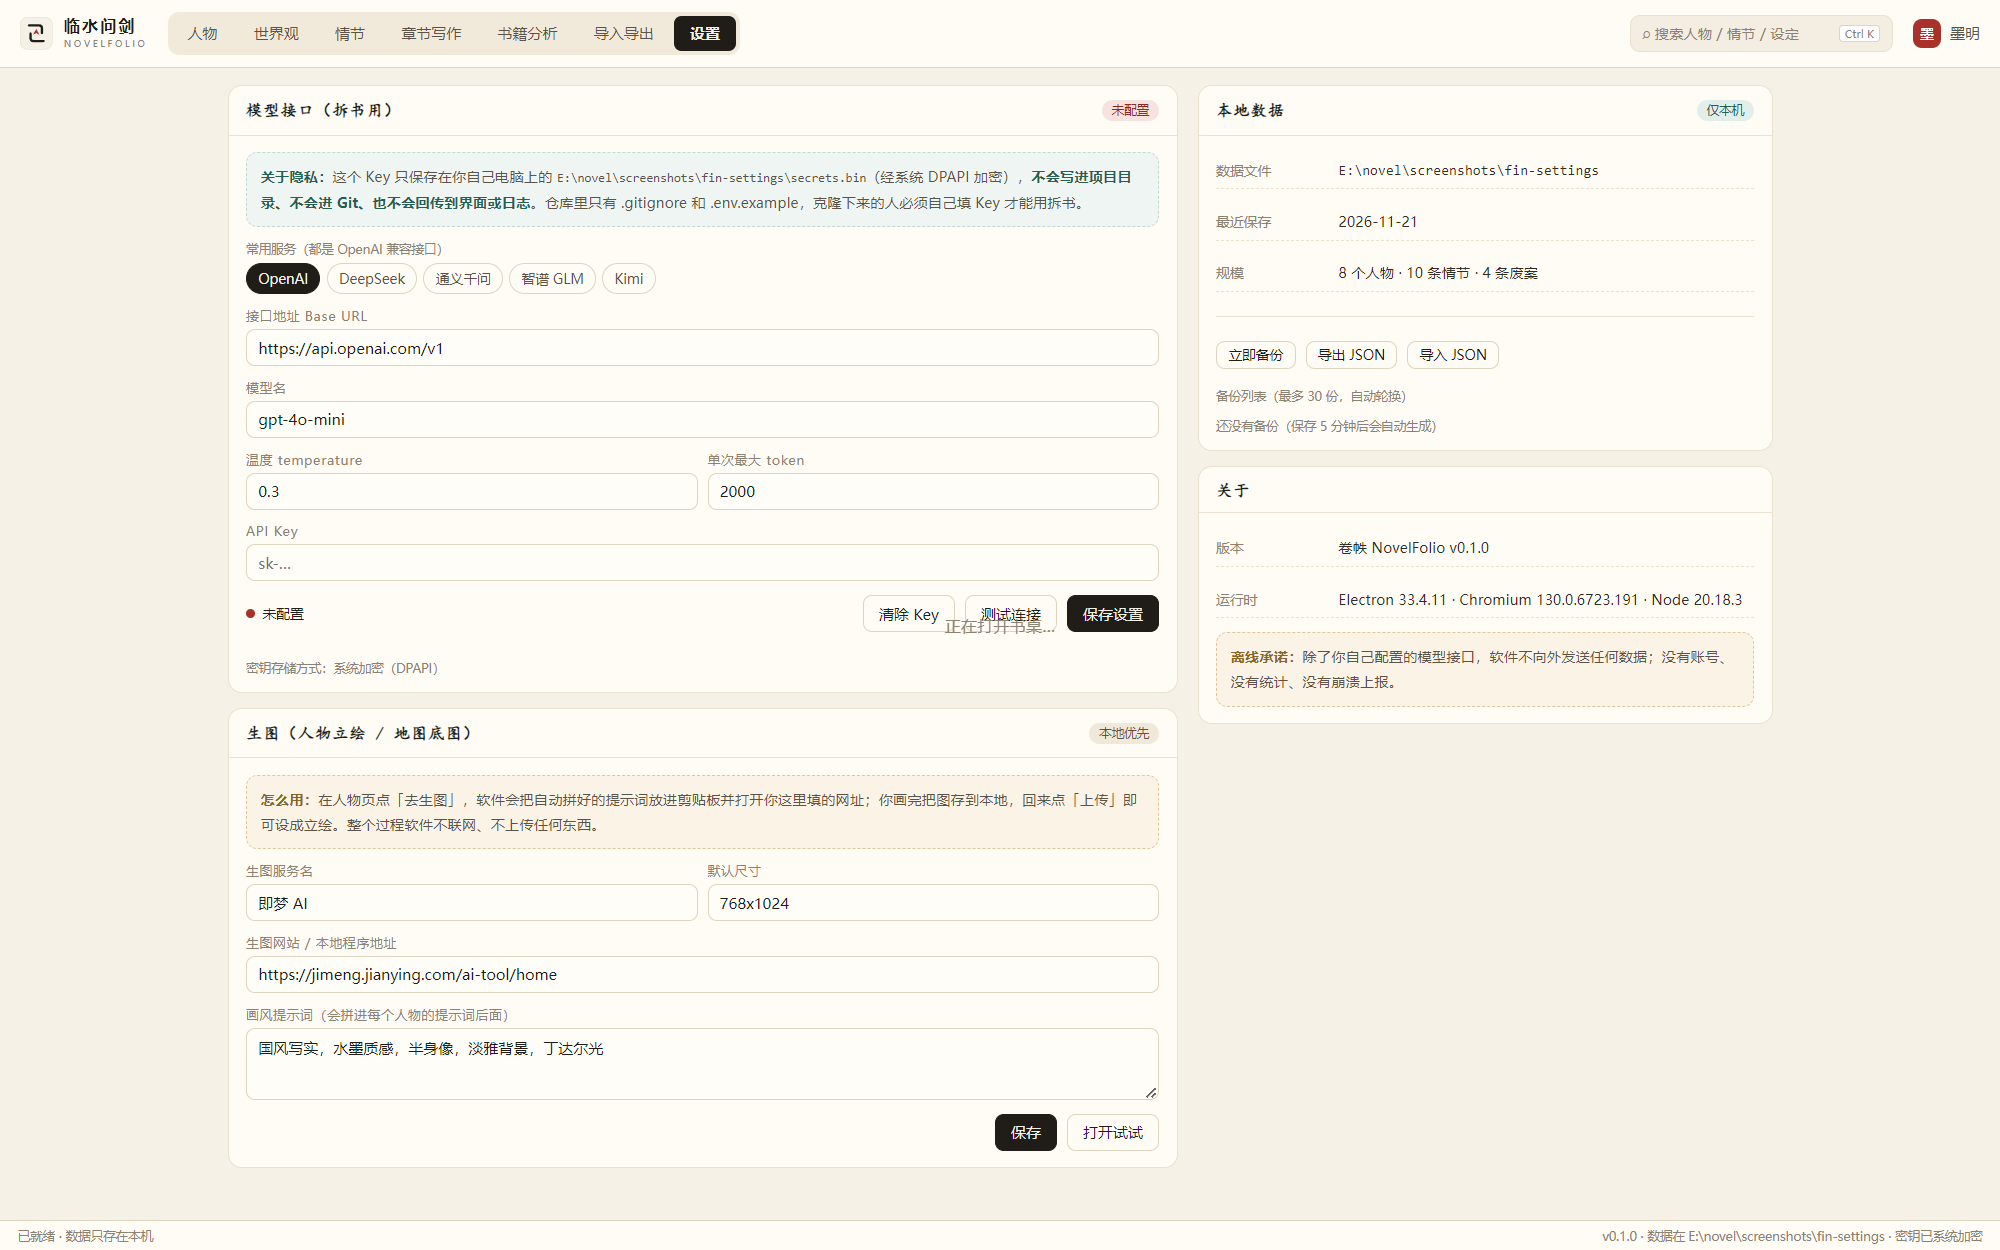 临水问剑
NOVELFOLIO
人物
世界观
情节
章节写作
书籍分析
导入导出
设置
搜索人物 / 情节 / 设定
Ctrl K
墨
墨明
模型接口（拆书用）
未配置
关于隐私：这个 Key 只保存在你自己电脑上的 E:\novel\screenshots\fin-settings\secrets.bin（经系统 DPAPI 加密），不会写进项目目
录、不会进 Git、也不会回传到界面或日志。仓库里只有 .gitignore 和 .env.example，克隆下来的人必须自己填 Key 才能用拆书。
常用服务（都是 OpenAI 兼容接口）
OpenAI
DeepSeek
通义千问
智谱 GLM
Kimi
接口地址 Base URL
https://api.openai.com/v1
模型名
gpt-4o-mini
温度 temperature
单次最大 token
0.3
2000
API Key
sk-...
未配置
清除 Key
测试连接
保存设置
正在打开书桌...
密钥存储方式：系统加密（DPAPI）
生图（人物立绘 / 地图底图）
本地优先
怎么用：在人物页点「去生图」，软件会把自动拼好的提示词放进剪贴板并打开你这里填的网址；你画完把图存到本地，回来点「上传」即
可设成立绘。整个过程软件不联网、不上传任何东西。
生图服务名
默认尺寸
即梦 AI
768x1024
生图网站 / 本地程序地址
https://jimeng.jianying.com/ai-tool/home
画风提示词（会拼进每个人物的提示词后面）
国风写实，水墨质感，半身像，淡雅背景，丁达尔光
保存
打开试试
本地数据
仅本机
数据文件
E:\novel\screenshots\fin-settings
最近保存
2026-11-21
规模
8 个人物 · 10 条情节 · 4 条废案
立即备份
导出 JSON
导入 JSON
备份列表（最多 30 份，自动轮换）
还没有备份（保存 5 分钟后会自动生成）
关于
版本
卷帙 NovelFolio v0.1.0
运行时
Electron 33.4.11 · Chromium 130.0.6723.191 · Node 20.18.3
离线承诺：除了你自己配置的模型接口，软件不向外发送任何数据；没有账号、
没有统计、没有崩溃上报。
已就绪 · 数据只存在本机
v0.1.0 · 数据在 E:\novel\screenshots\fin-settings · 密钥已系统加密